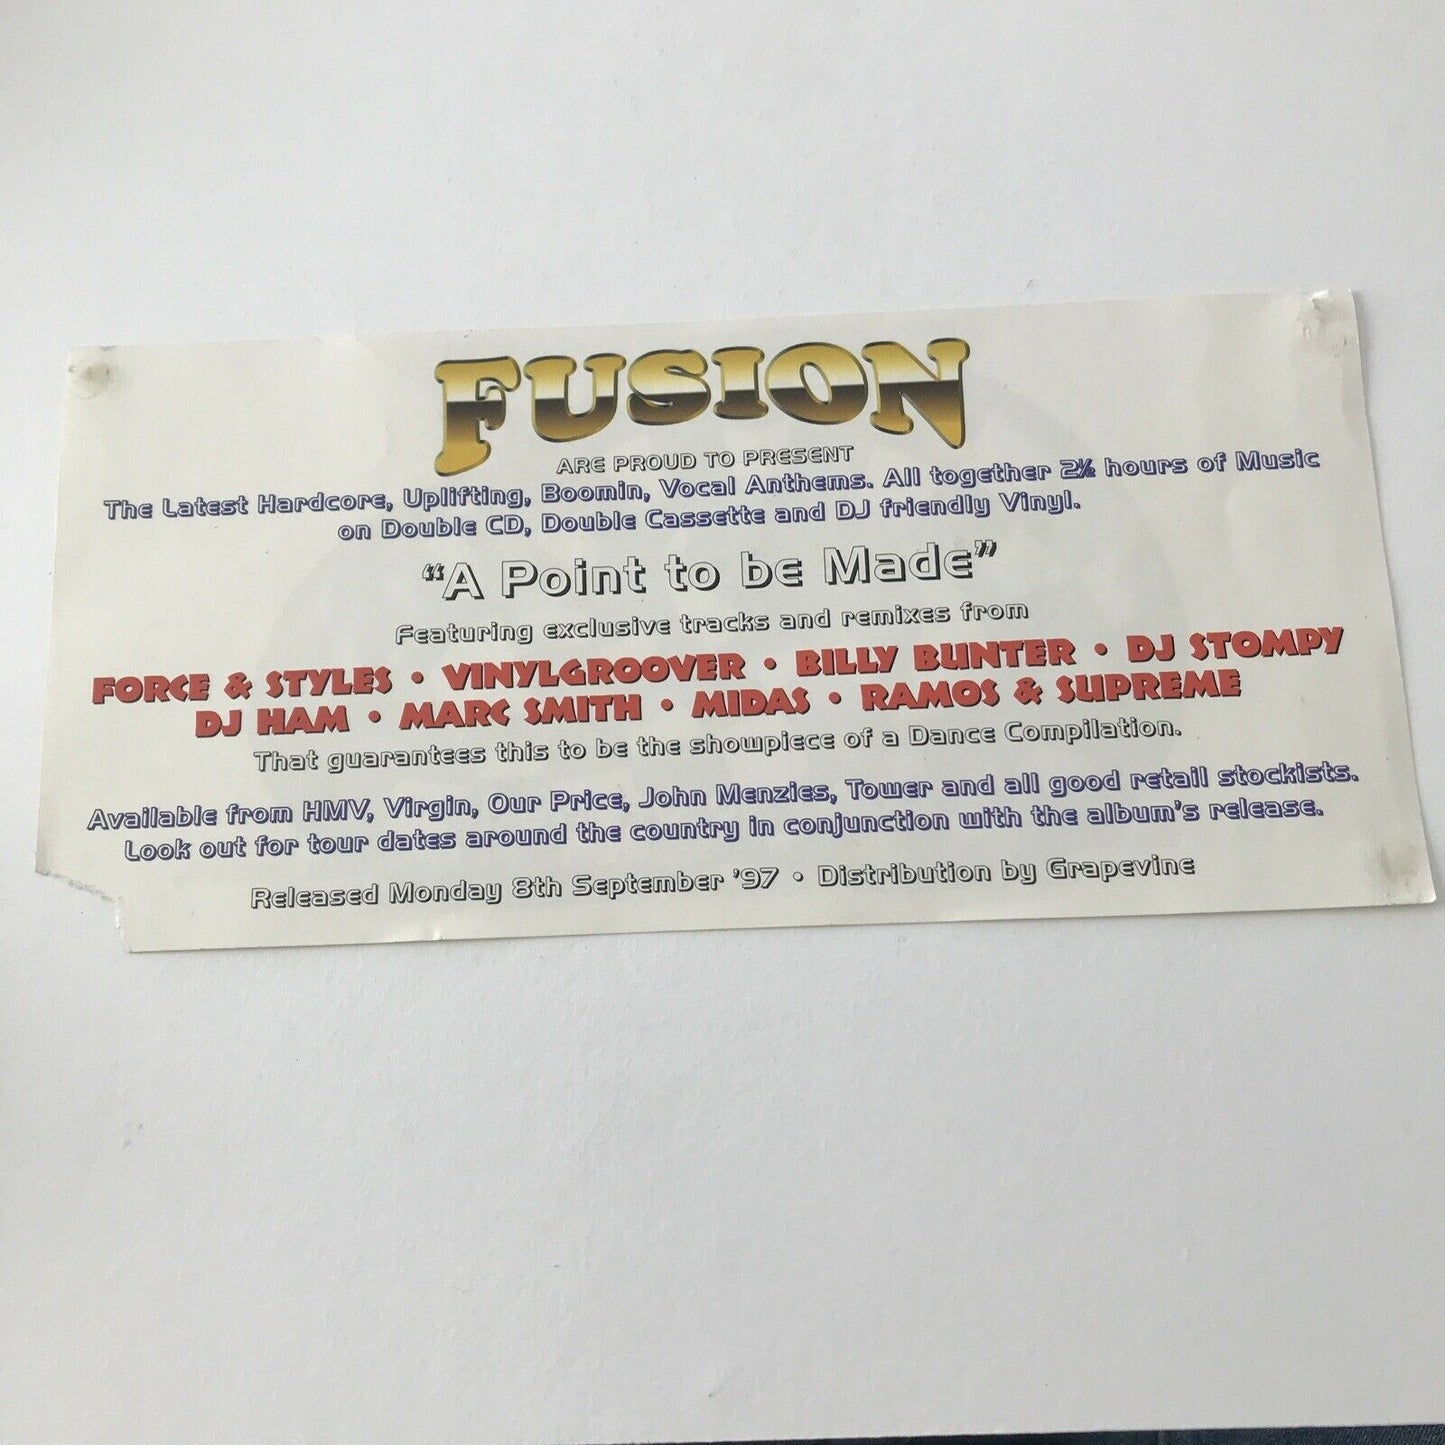 FUSION
ARE PROUD TO PRESENT
The Latest Hardcore, Uplifting, Boomin, Vocal Anthems. All together 2½ hours of Music
on Double CD, Double Cassette and DJ friendly Vinyl.
“A Point to be Made”
Featuring exclusive tracks and remixes from
FORCE & STYLES • VINYLGROOVER • BILLY BUNTER • DJ STOMPY
DJ HAM • MARC SMITH • MIDAS • RAMOS & SUPREME
That guarantees this to be the showpiece of a Dance Compilation.
Available from HMV, Virgin, Our Price, John Menzies, Tower and all good retail stockists.
Look out for tour dates around the country in conjunction with the album's release.
Released Monday 8th September '97 • Distribution by Grapevine